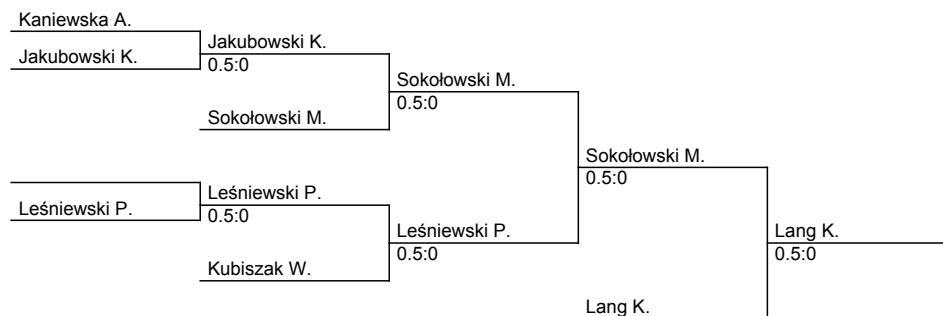 Kaniewska A.
Jakubowski K.
Jakubowski K.
0.5:0
Sokołowski M.
0.5:0
Sokołowski M.
Sokołowski M.
0.5:0
Leśniewski P.
Leśniewski P.
0.5:0
Leśniewski P.
0.5:0
Kubiszak W.
Lang K.
0.5:0
Lang K.